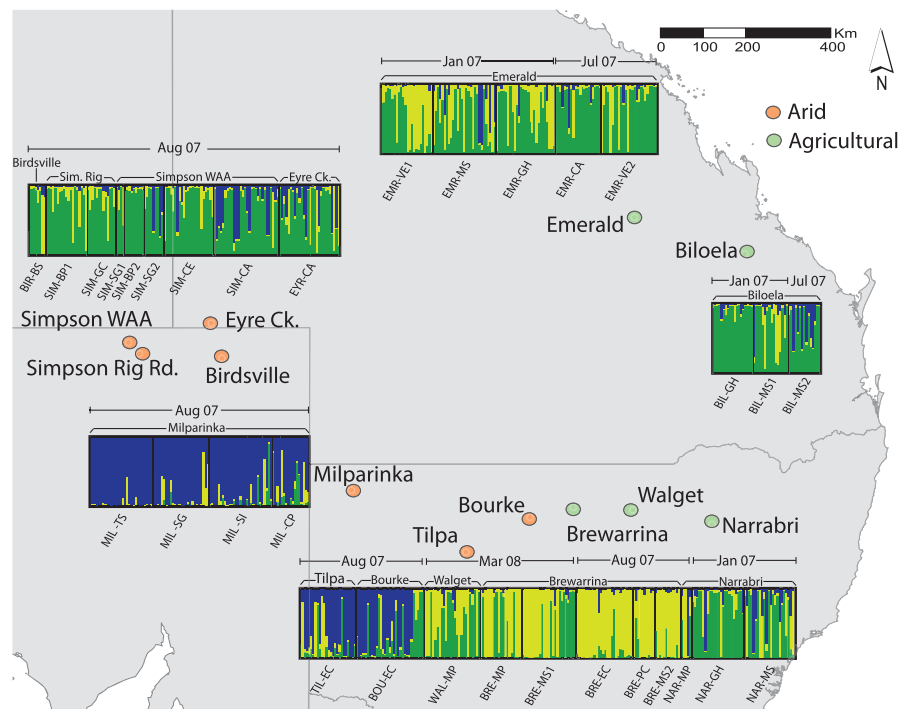 Km
0 100 200 400
N
Arid
Agricultural
Jan 07 Jul 07
Emerald
EMR-VE1 EMR-MS EMR-GH EMR-CA EMR-VE2
Aug 07
Birdsville
Sim. Rig Simpson WAA Eyre Ck.
BIR-BS SIM-BP1 SIM-GC SIM-SG1 SIM-BP2 SIM-SG2 SIM-CE SIM-CA EYR-CA
Emerald
Biloela
Jan 07 Jul 07
Biloela
BIL-GH BIL-MS1 BIL-MS2
Simpson WAA
Eyre Ck.
Simpson Rig Rd.
Birdsville
Aug 07
Milparinka
MIL-TS MIL-SG MIL-SI MIL-CP
Milparinka
Bourke
Walget
Brewarrina
Narrabri
Tilpa
Aug 07 Mar 08 Aug 07 Jan 07
Tilpa Bourke Walget Brewarrina Narrabri
TIL-EC BOU-EC WAL-MP BRE-MP BRE-MS1 BRE-EC BRE-PC BRE-MS2 NAR-MP NAR-GH NAR-MS